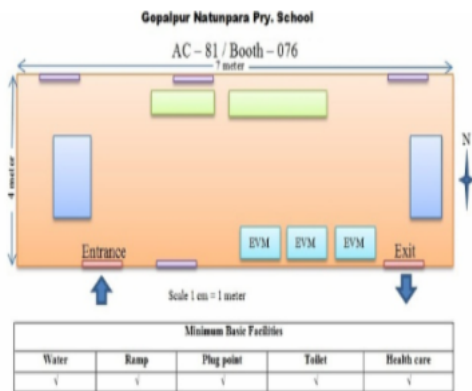 Gopalpur Natunpara Pry. School
AC – 81 / Booth –076
7 meter
4 meter
N
EVM EVM EVM
Entrance
Exit
Scale 1 cm = 1 meter
Minimum Basic Facilities
Water Ramp Plug point Toilet Health care
√ √ √ √ √